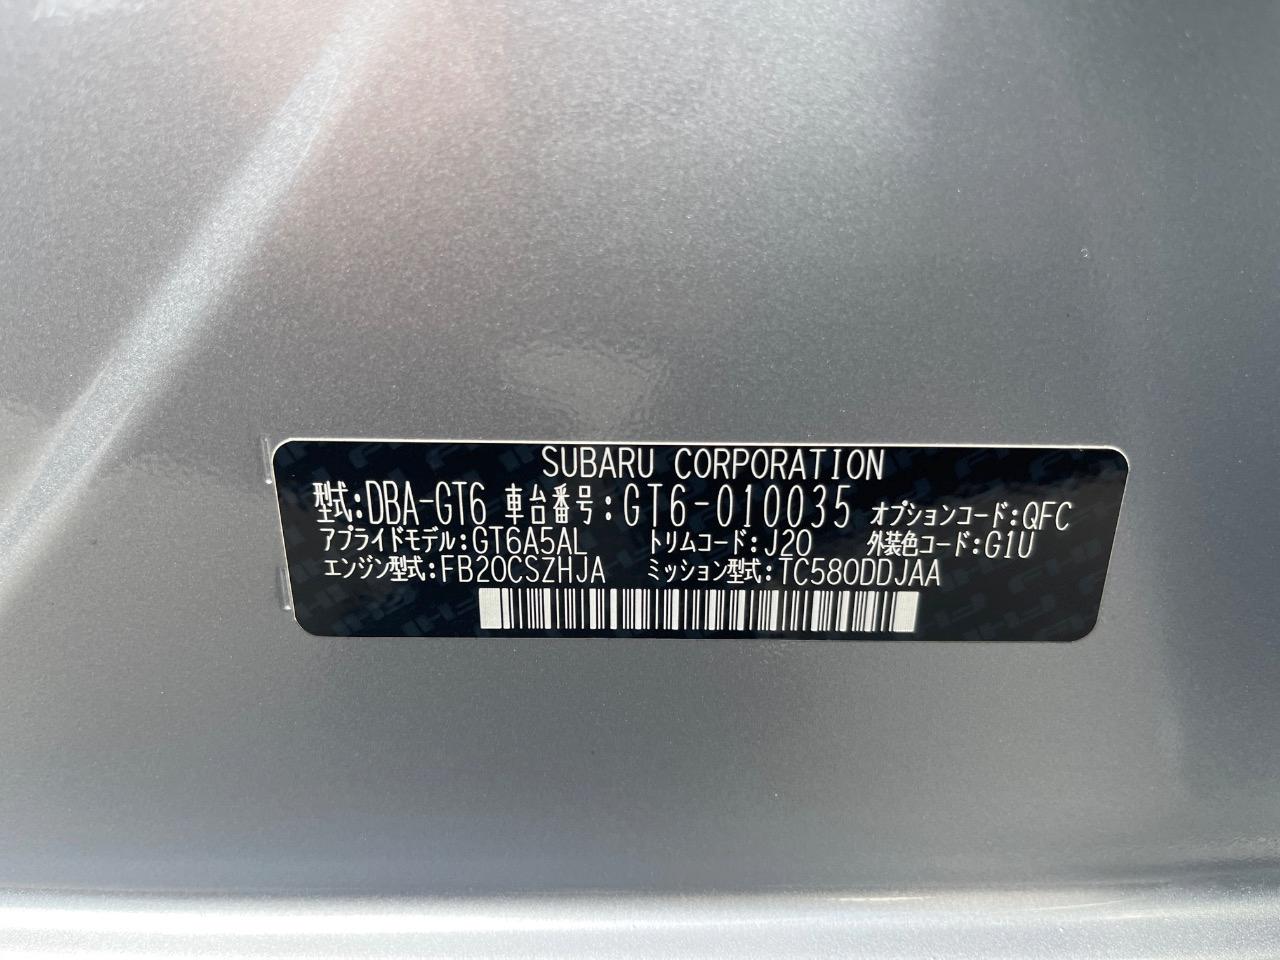 SUBARU CORPORATION
型式:DBA-GT6 車台番号:GT6-010035 オプションコード:QFC
アプライドモデル:GT6A5AL トリムコード:J20 外装色コード:G1U
エンジン型式:FB20CSZHJA ミッション型式:TC580DDJAA